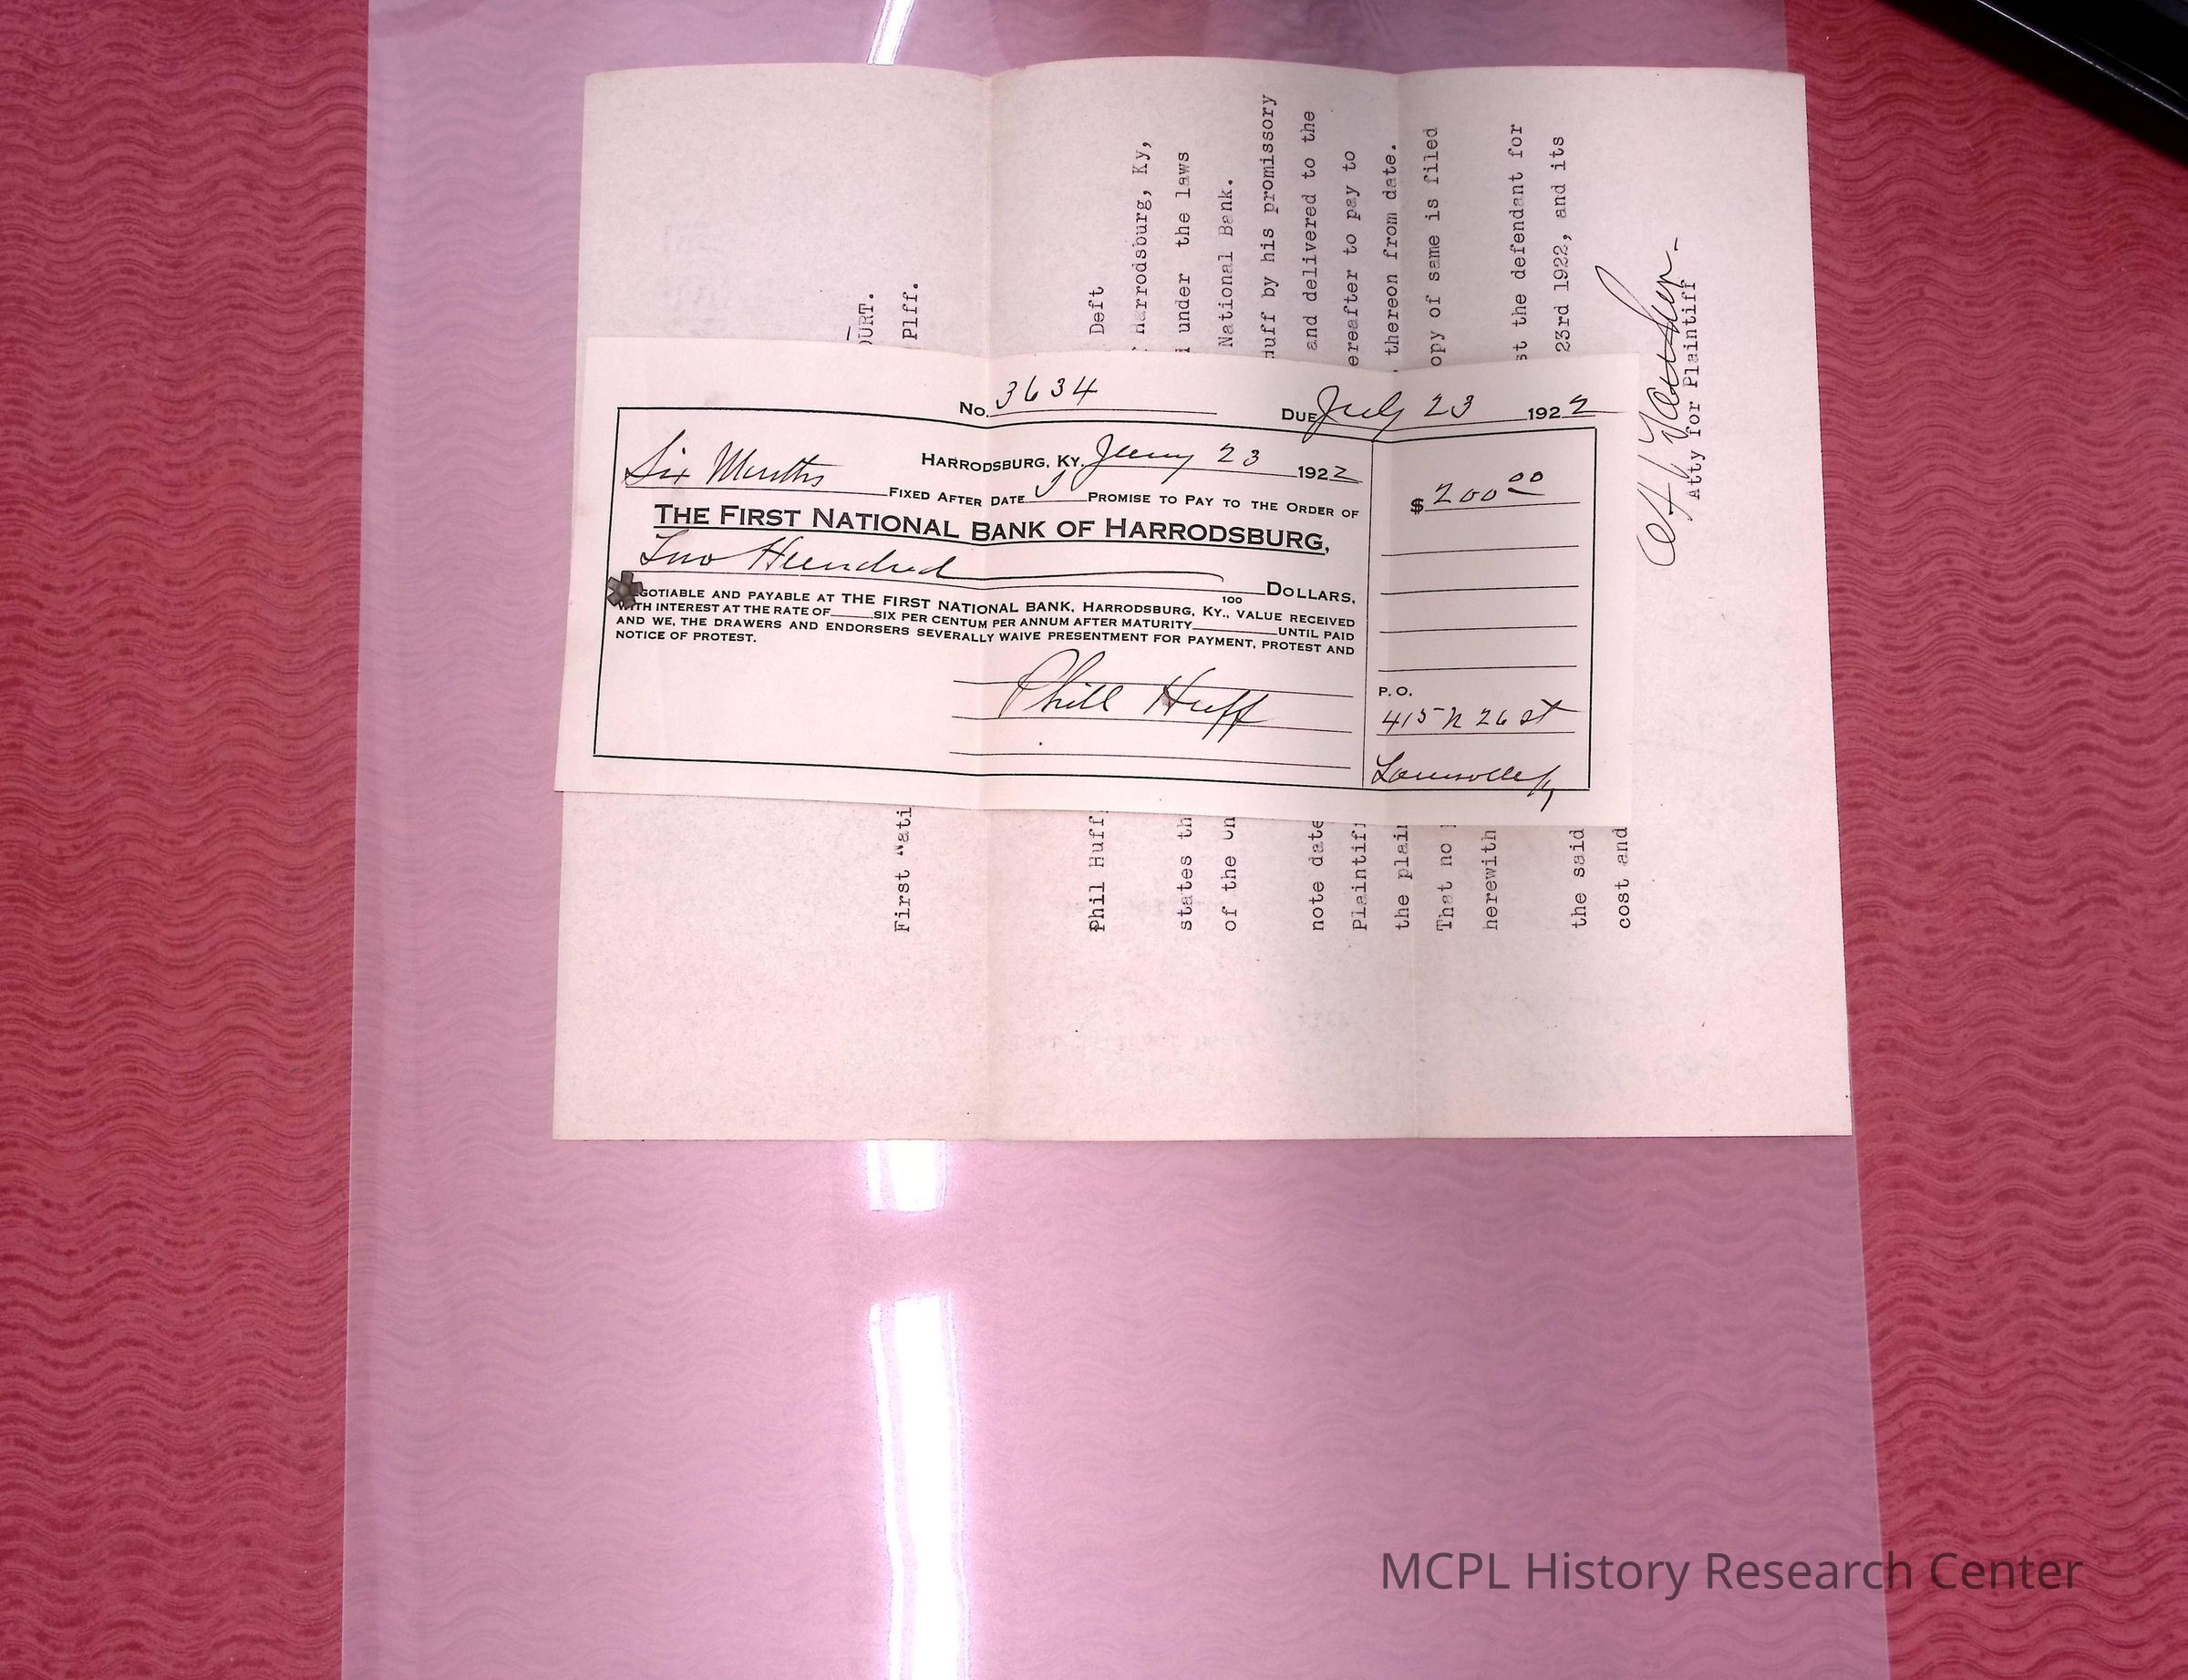 No. 3634
DUE July 23 1922
HARRODSBURG, KY. Jany 23 1922
Six Months FIXED AFTER DATE I PROMISE TO PAY TO THE ORDER OF
$ 200 00
THE FIRST NATIONAL BANK OF HARRODSBURG,
Two Hundred 100 DOLLARS,
EGOTIABLE AND PAYABLE AT THE FIRST NATIONAL BANK, HARRODSBURG, KY., VALUE RECEIVED
WITH INTEREST AT THE RATE OF SIX PER CENTUM PER ANNUM AFTER MATURITY UNTIL PAID
AND WE, THE DRAWERS AND ENDORSERS SEVERALLY WAIVE PRESENTMENT FOR PAYMENT, PROTEST AND
NOTICE OF PROTEST.
Phill Huff
P. O.
415 N 26 st
Louisville Ky
OURT.
First Nati Plff.
Phil Huff, Deft
Harrodsburg, Ky,
states th under the laws
of the Un National Bank.
Huff by his promissory
note date and delivered to the
Plaintif ereafter to pay to
the plai thereon from date.
That no opy of same is filed
herewith
st the defendant for
the said 23rd 1922, and its
cost and
Atty for Plaintiff
MCPL History Research Center